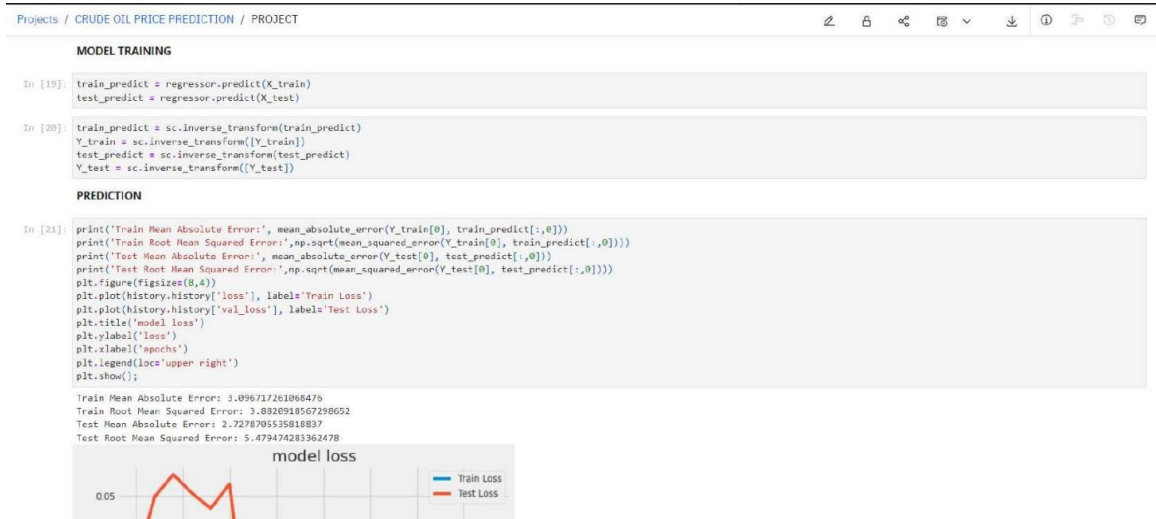 Projects / CRUDE OIL PRICE PREDICTION / PROJECT
MODEL TRAINING
In [19]: train_predict = regressor.predict(X_train)
test_predict = regressor.predict(X_test)
In [20]: train_predict = sc.inverse_transform(train_predict)
Y_train = sc.inverse_transform([Y_train])
test_predict = sc.inverse_transform(test_predict)
Y_test = sc.inverse_transform([Y_test])
PREDICTION
In [21]: print('Train Mean Absolute Error:', mean_absolute_error(Y_train[0], train_predict[:,0]))
print('Train Root Mean Squared Error:',np.sqrt(mean_squared_error(Y_train[0], train_predict[:,0])))
print('Test Mean Absolute Error:', mean_absolute_error(Y_test[0], test_predict[:,0]))
print('Test Root Mean Squared Error:',np.sqrt(mean_squared_error(Y_test[0], test_predict[:,0])))
plt.figure(figsize=(8,4))
plt.plot(history.history['loss'], label='Train Loss')
plt.plot(history.history['val_loss'], label='Test Loss')
plt.title('model loss')
plt.ylabel('loss')
plt.xlabel('epochs')
plt.legend(loc='upper right')
plt.show();
Train Mean Absolute Error: 3.096717261068476
Train Root Mean Squared Error: 3.8820918567298652
Test Mean Absolute Error: 2.7278705535818837
Test Root Mean Squared Error: 5.479474283362478
model loss
Train Loss
Test Loss
0.05